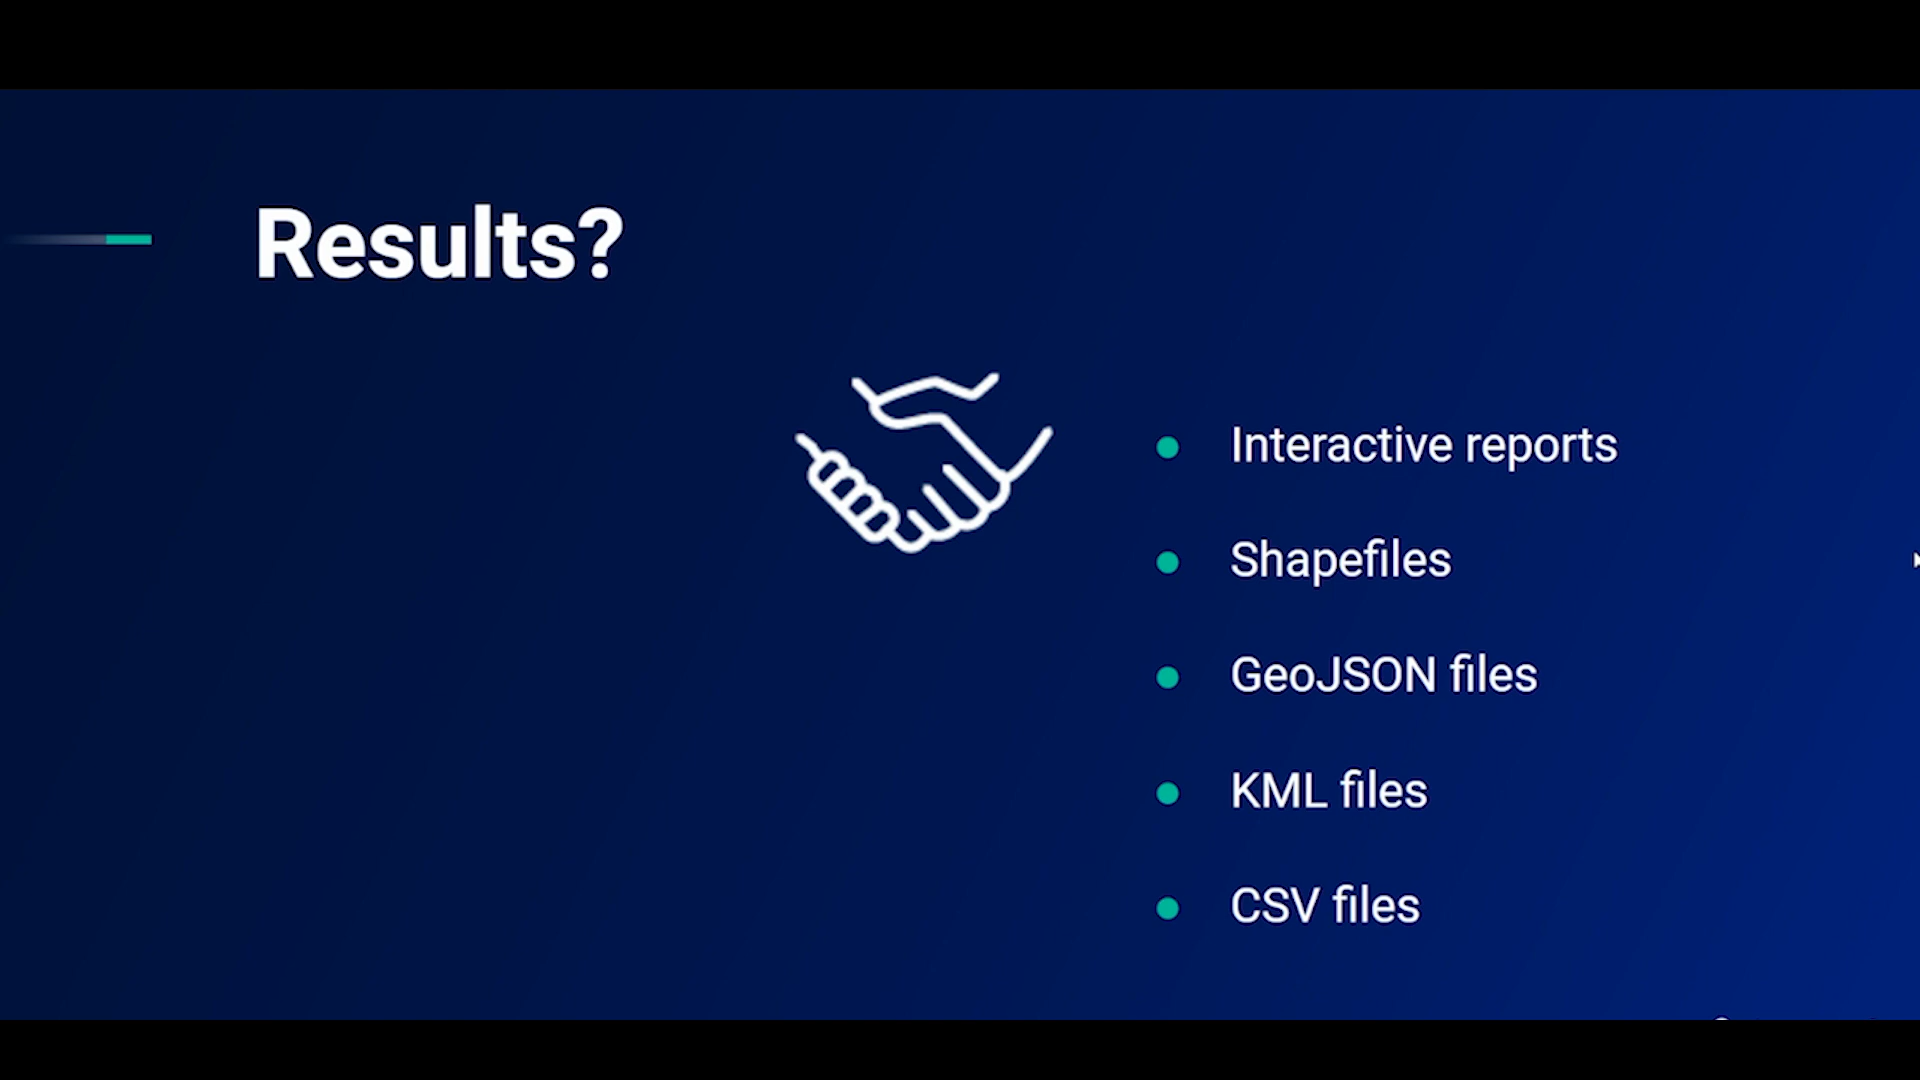 Results?
Interactive reports
Shapefiles
GeoJSON files
KML files
CSV files